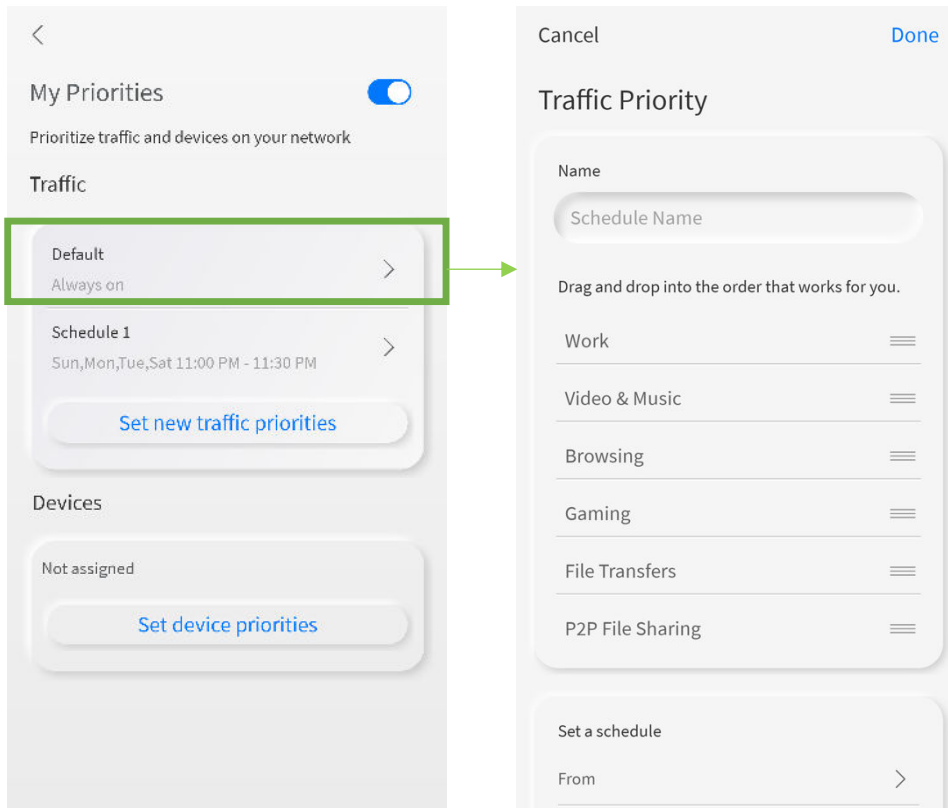 My Priorities
Prioritize traffic and devices on your network
Traffic
Default
Always on
Schedule 1
Sun,Mon,Tue,Sat 11:00 PM - 11:30 PM
Set new traffic priorities
Devices
Not assigned
Set device priorities
Cancel
Done
Traffic Priority
Name
Schedule Name
Drag and drop into the order that works for you.
Work
Video & Music
Browsing
Gaming
File Transfers
P2P File Sharing
Set a schedule
From